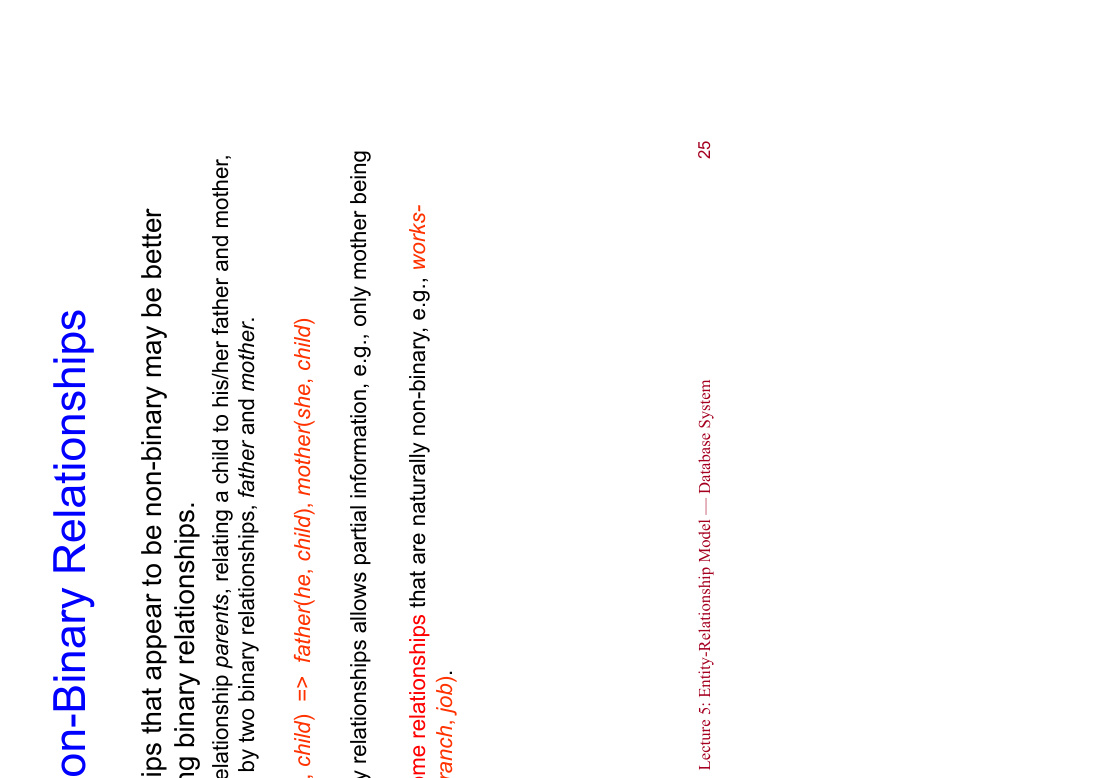 on-Binary Relationships
ips that appear to be non-binary may be better
ng binary relationships.
elationship parents, relating a child to his/her father and mother,
by two binary relationships, father and mother.
, child) => father(he, child), mother(she, child)
y relationships allows partial information, e.g., only mother being
ome relationships that are naturally non-binary, e.g., works-
ranch, job).
Lecture 5: Entity-Relationship Model — Database System
25